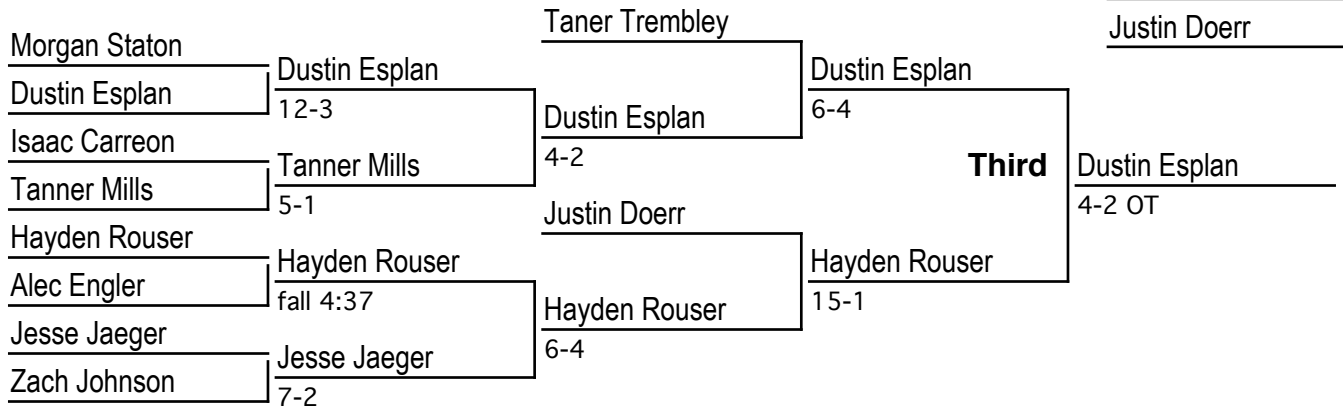 Morgan Staton
Dustin Esplan
Isaac Carreon
Tanner Mills
Hayden Rouser
Alec Engler
Jesse Jaeger
Zach Johnson
Dustin Esplan
12-3
Tanner Mills
5-1
Hayden Rouser
fall 4:37
Jesse Jaeger
7-2
Taner Trembley
Dustin Esplan
4-2
Justin Doerr
Hayden Rouser
6-4
Dustin Esplan
6-4
Hayden Rouser
15-1
Third
Dustin Esplan
4-2 OT
Justin Doerr